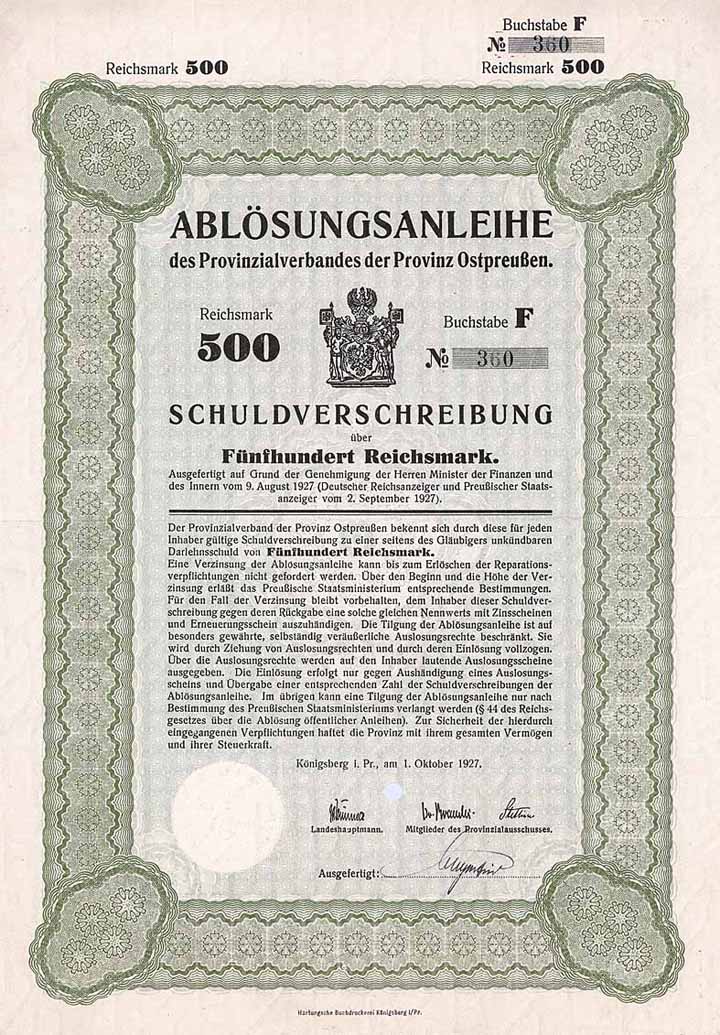 Buchstabe F
№ 360
Reichsmark 500
Reichsmark 500
ABLÖSUNGSANLEIHE
des Provinzialverbandes der Provinz Ostpreußen.
Reichsmark
500
Buchstabe F
№ 360
SCHULDVERSCHREIBUNG
über
Fünfhundert Reichsmark.
Ausgefertigt auf Grund der Genehmigung der Herren Minister der Finanzen und
des Innern vom 9. August 1927 (Deutscher Reichsanzeiger und Preußischer Staats-
anzeiger vom 2. September 1927).
Der Provinzialverband der Provinz Ostpreußen bekennt sich durch diese für jeden
Inhaber gültige Schuldverschreibung zu einer seitens des Gläubigers unkündbaren
Darlehnsschuld von Fünfhundert Reichsmark.
Eine Verzinsung der Ablösungsanleihe kann bis zum Erlöschen der Reparations-
verpflichtungen nicht gefordert werden. Über den Beginn und die Höhe der Ver-
zinsung erläßt das Preußische Staatsministerium entsprechende Bestimmungen.
Für den Fall der Verzinsung bleibt vorbehalten, dem Inhaber dieser Schuldver-
schreibung gegen deren Rückgabe eine solche gleichen Nennwerts mit Zinsscheinen
und Erneuerungsschein auszuhändigen. Die Tilgung der Ablösungsanleihe ist auf
besonders gewährte, selbständig veräußerliche Auslosungsrechte beschränkt. Sie
wird durch Ziehung von Auslosungsrechten und durch deren Einlösung vollzogen.
Über die Auslosungsrechte werden auf den Inhaber lautende Auslosungsscheine
ausgegeben. Die Einlösung erfolgt nur gegen Aushändigung eines Auslosungs-
scheins und Übergabe einer entsprechenden Zahl der Schuldverschreibungen der
Ablösungsanleihe. Im übrigen kann eine Tilgung der Ablösungsanleihe nur nach
Bestimmung des Preußischen Staatsministeriums verlangt werden (§ 44 des Reichs-
gesetzes über die Ablösung öffentlicher Anleihen). Zur Sicherheit der hierdurch
eingegangenen Verpflichtungen haftet die Provinz mit ihrem gesamten Vermögen
und ihrer Steuerkraft.
Königsberg i. Pr., am 1. Oktober 1927.
Landeshauptmann.
Mitglieder des Provinzialausschusses.
Ausgefertigt:
Hartungsche Buchdruckerei Königsberg i/Pr.